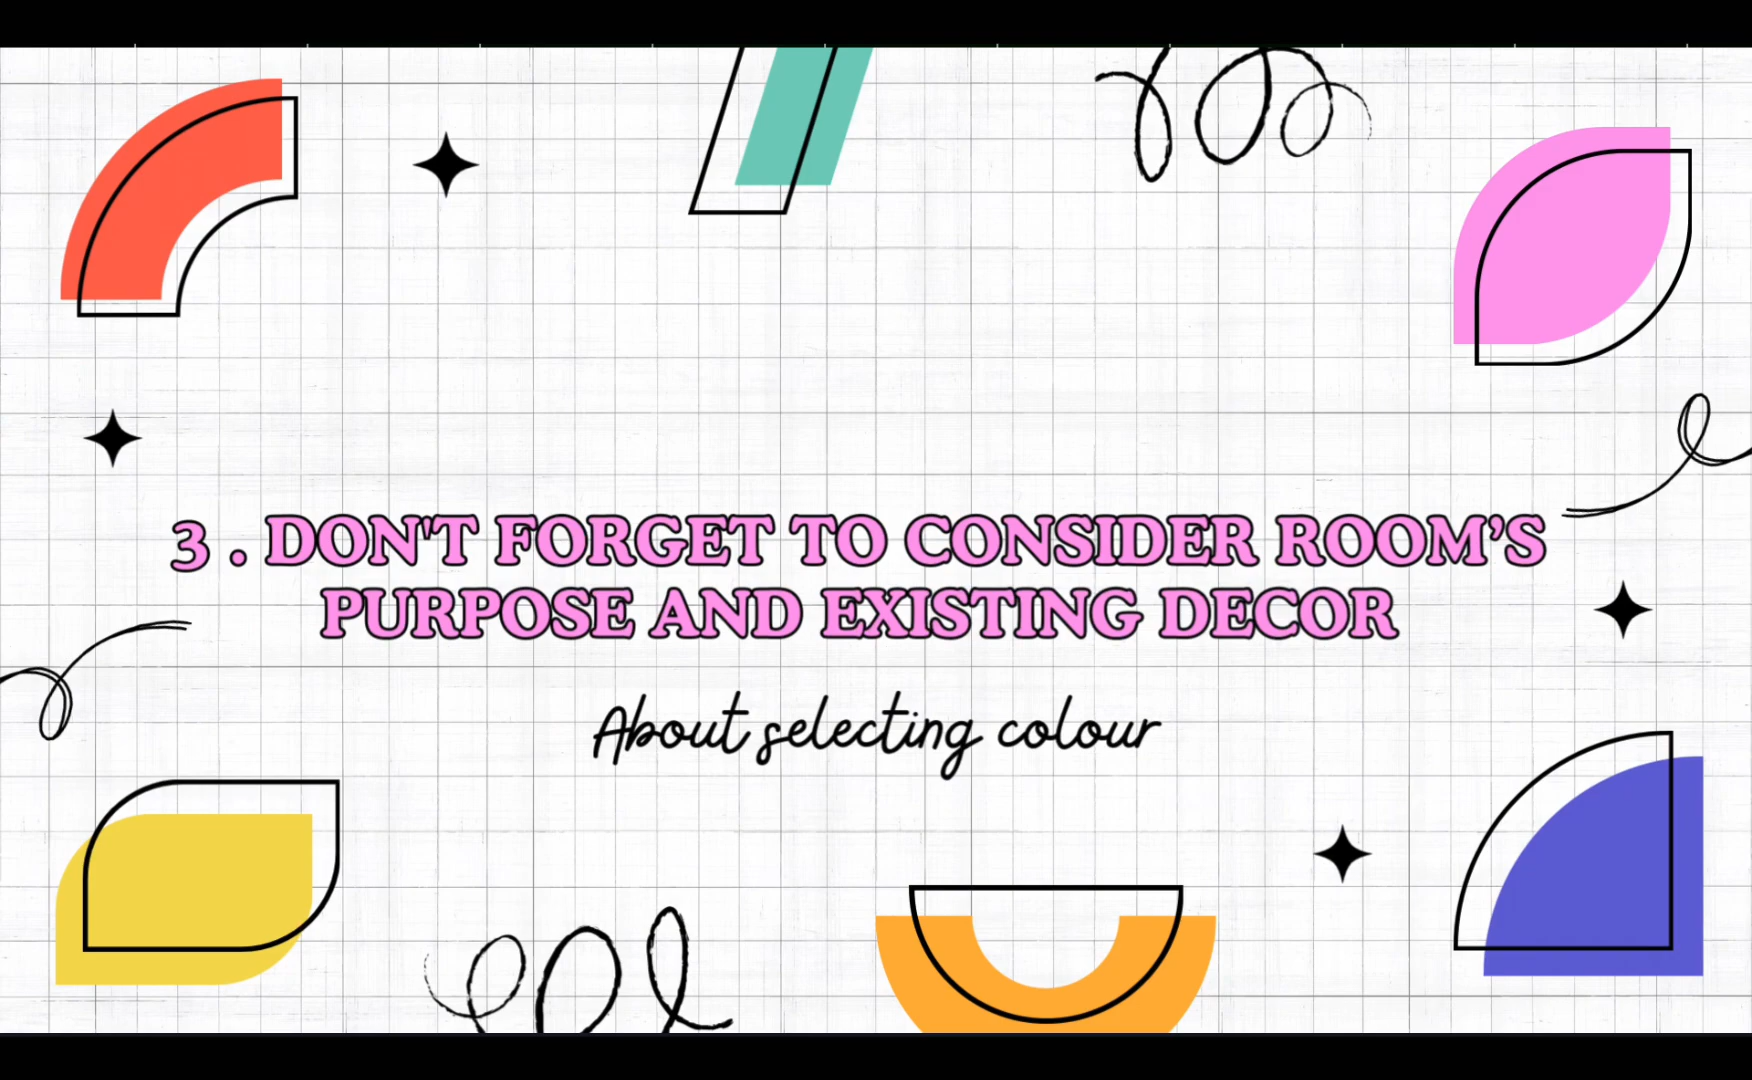 3 . DON'T FORGET TO CONSIDER ROOM’S
PURPOSE AND EXISTING DECOR
About selecting colour